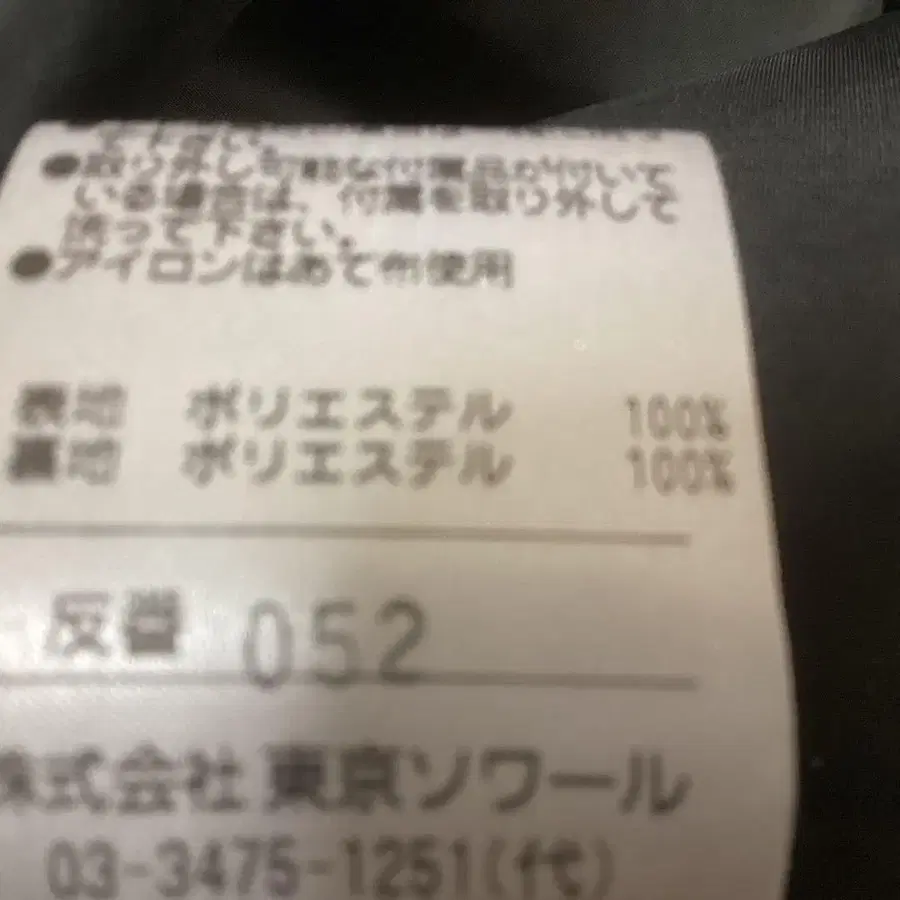 て下さい。
●取り外し可能な付属品が付いて
いる場合は、付属を取り外して
洗って下さい。
●アイロンはあて布使用
表地 ポリエステル 100%
裏地 ポリエステル 100%
反番 052
株式会社 東京ソワール
03-3475-1251(代)